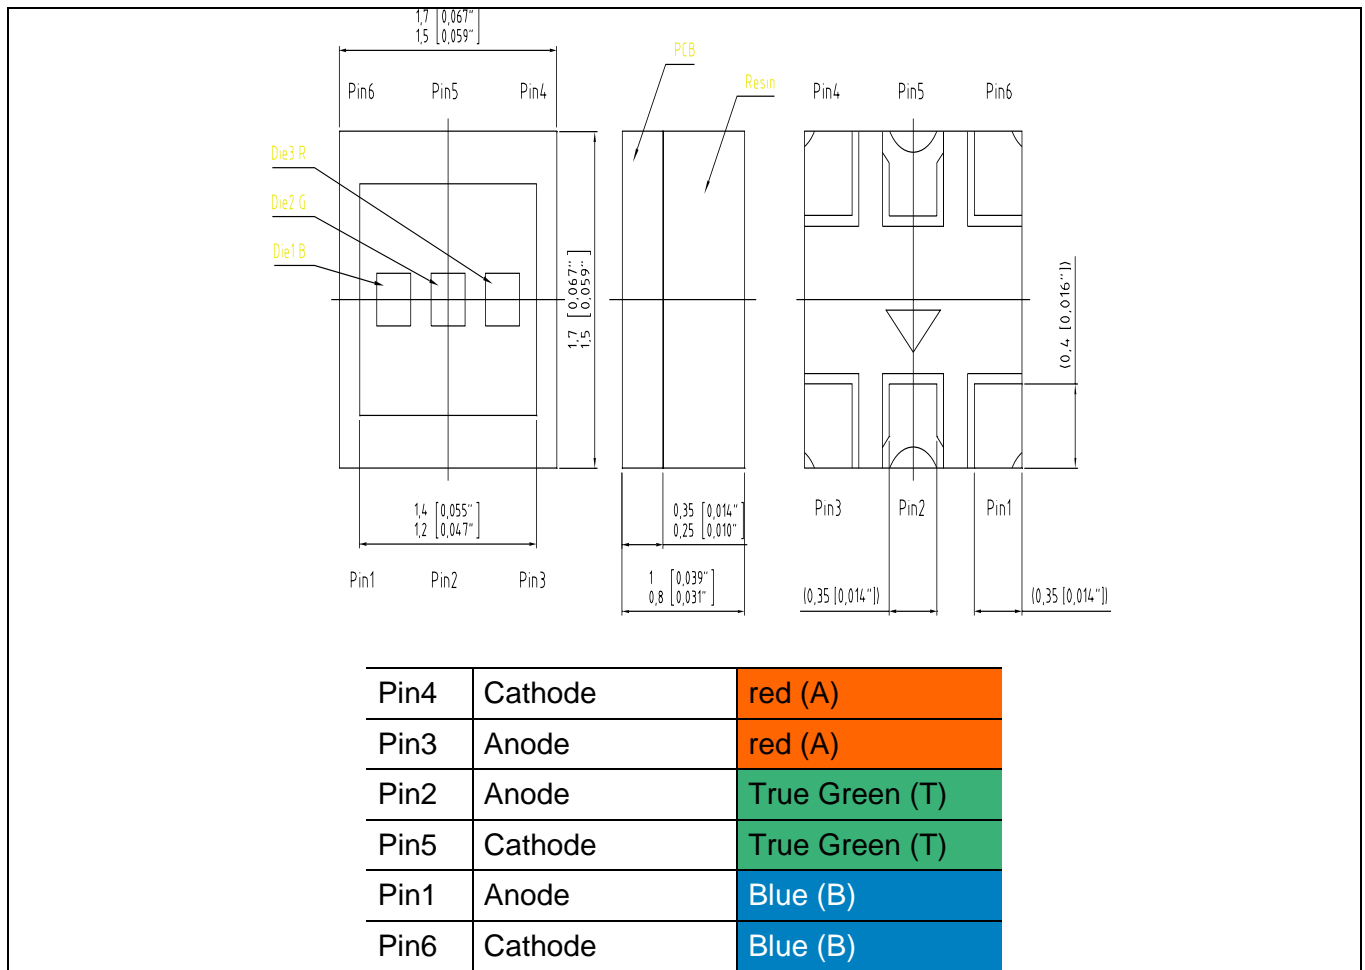 1,7 [0,067"]
1,5 [0,059"]
PCB
Resin
Pin6 Pin5 Pin4
Pin4 Pin5 Pin6
Die3 R
Die2 G
Die1 B
1,7 [0,067"]
1,5 [0,059"]
(0,4 [0,016"])
1,4 [0,055"]
1,2 [0,047"]
0,35 [0,014"]
0,25 [0,010"]
Pin3 Pin2 Pin1
Pin1 Pin2 Pin3
1 [0,039"]
0,8 [0,031"]
(0,35 [0,014"])
(0,35 [0,014"])
Pin4 Cathode red (A)
Pin3 Anode red (A)
Pin2 Anode True Green (T)
Pin5 Cathode True Green (T)
Pin1 Anode Blue (B)
Pin6 Cathode Blue (B)